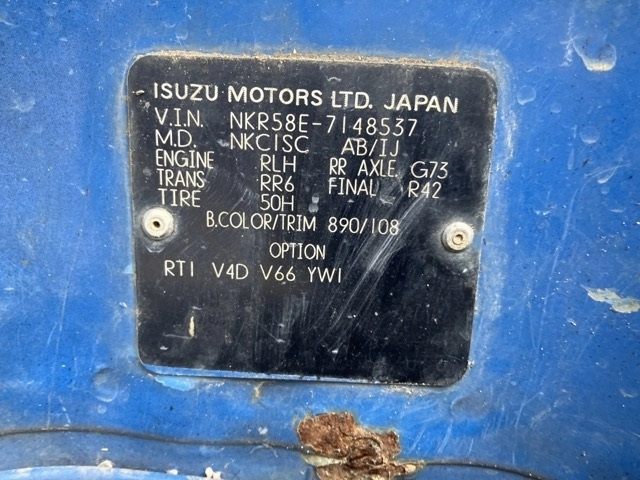 ISUZU MOTORS LTD. JAPAN
V.I.N. NKR58E-7148537
M.D. NKC1SC AB/IJ
ENGINE RLH RR AXLE. G73
TRANS RR6 FINAL R42
TIRE 50H
B.COLOR/TRIM 890/108
OPTION
RT1 V4D V66 YW1